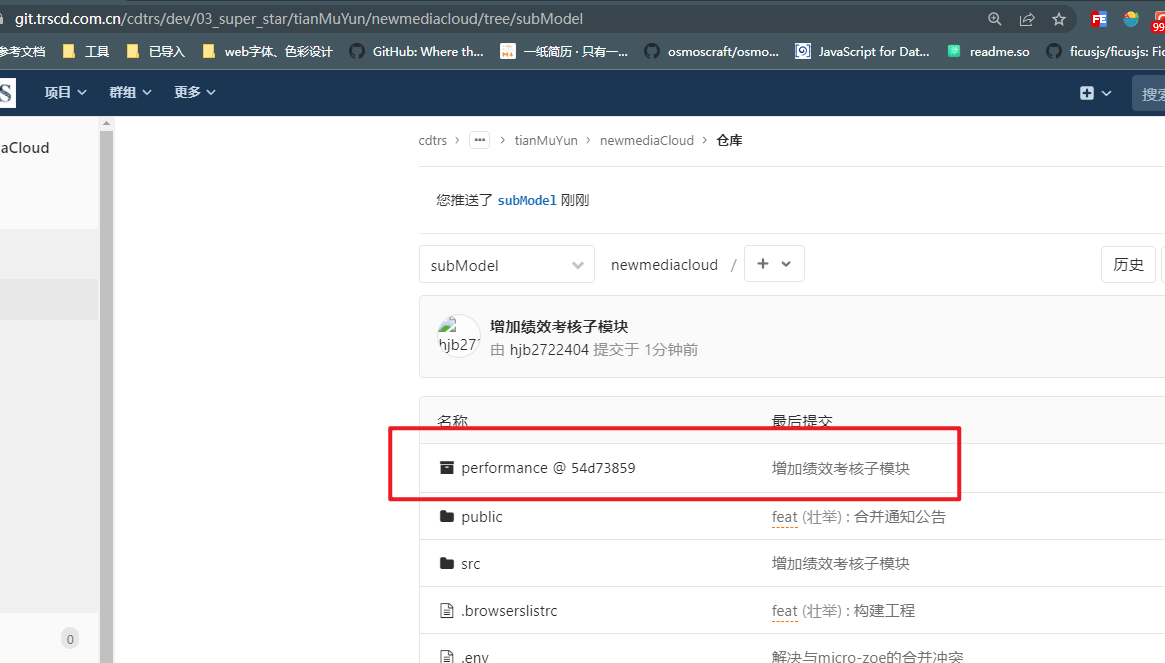 git.trscd.com.cn/cdtrs/dev/03_super_star/tianMuYun/newmediacloud/tree/subModel
FE
99
参考文档 工具 已导入 web字体、色彩设计 GitHub: Where th... 一纸简历 · 只有一... osmoscraft/osmo... JavaScript for Dat... readme.so ficusjs/ficusjs: Fic
S 项目 群组 更多 搜索
aCloud
cdtrs > ··· > tianMuYun > newmediaCloud > 仓库
您推送了 subModel 刚刚
subModel newmediacloud / + 历史
增加绩效考核子模块
hjb272
由 hjb2722404 提交于 1分钟前
名称 最后提交
performance @ 54d73859 增加绩效考核子模块
public feat (壮举) : 合并通知公告
src 增加绩效考核子模块
.browserslistrc feat (壮举) : 构建工程
0
.env 解决与micro-zoe的合并冲突